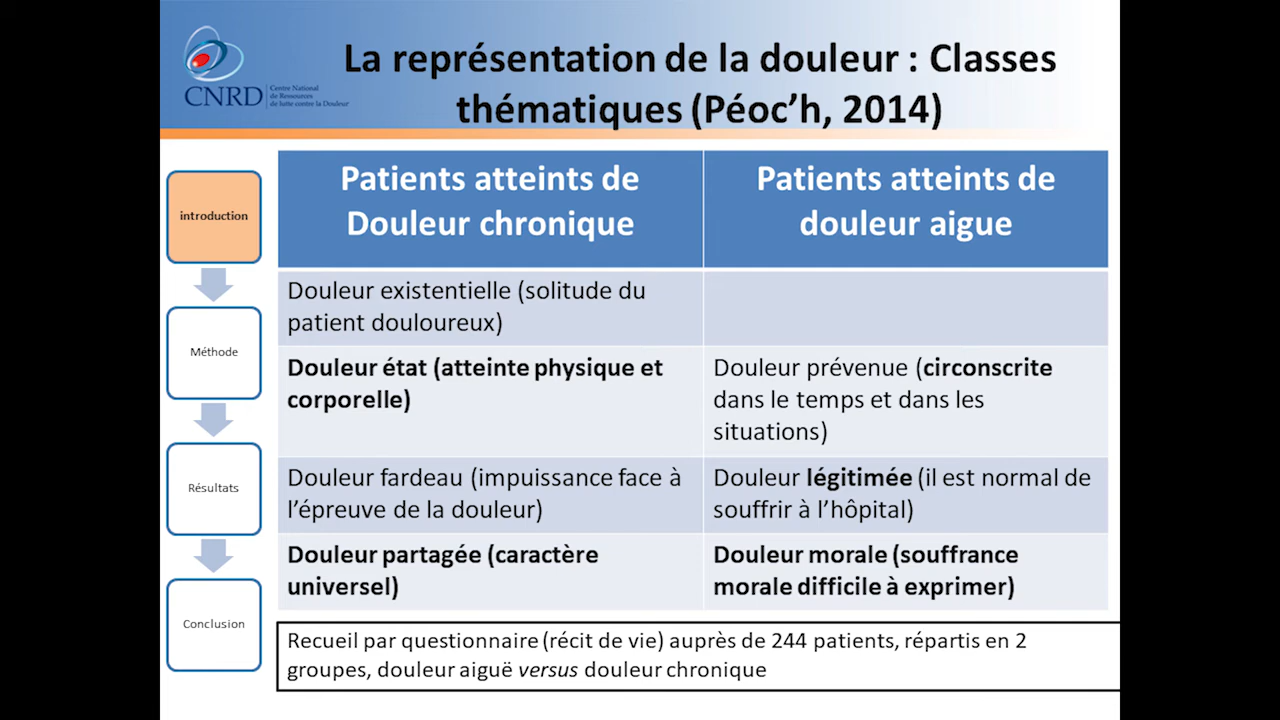 CNRD
Centre National
de Ressources
de lutte contre la Douleur
La représentation de la douleur : Classes
thématiques (Péoc’h, 2014)
introduction
Méthode
Résultats
Conclusion
Patients atteints de
Douleur chronique
Patients atteints de
douleur aigue
Douleur existentielle (solitude du
patient douloureux)
Douleur état (atteinte physique et
corporelle)
Douleur prévenue (circonscrite
dans le temps et dans les
situations)
Douleur fardeau (impuissance face à
l’épreuve de la douleur)
Douleur légitimée (il est normal de
souffrir à l’hôpital)
Douleur partagée (caractère
universel)
Douleur morale (souffrance
morale difficile à exprimer)
Recueil par questionnaire (récit de vie) auprès de 244 patients, répartis en 2
groupes, douleur aiguë versus douleur chronique